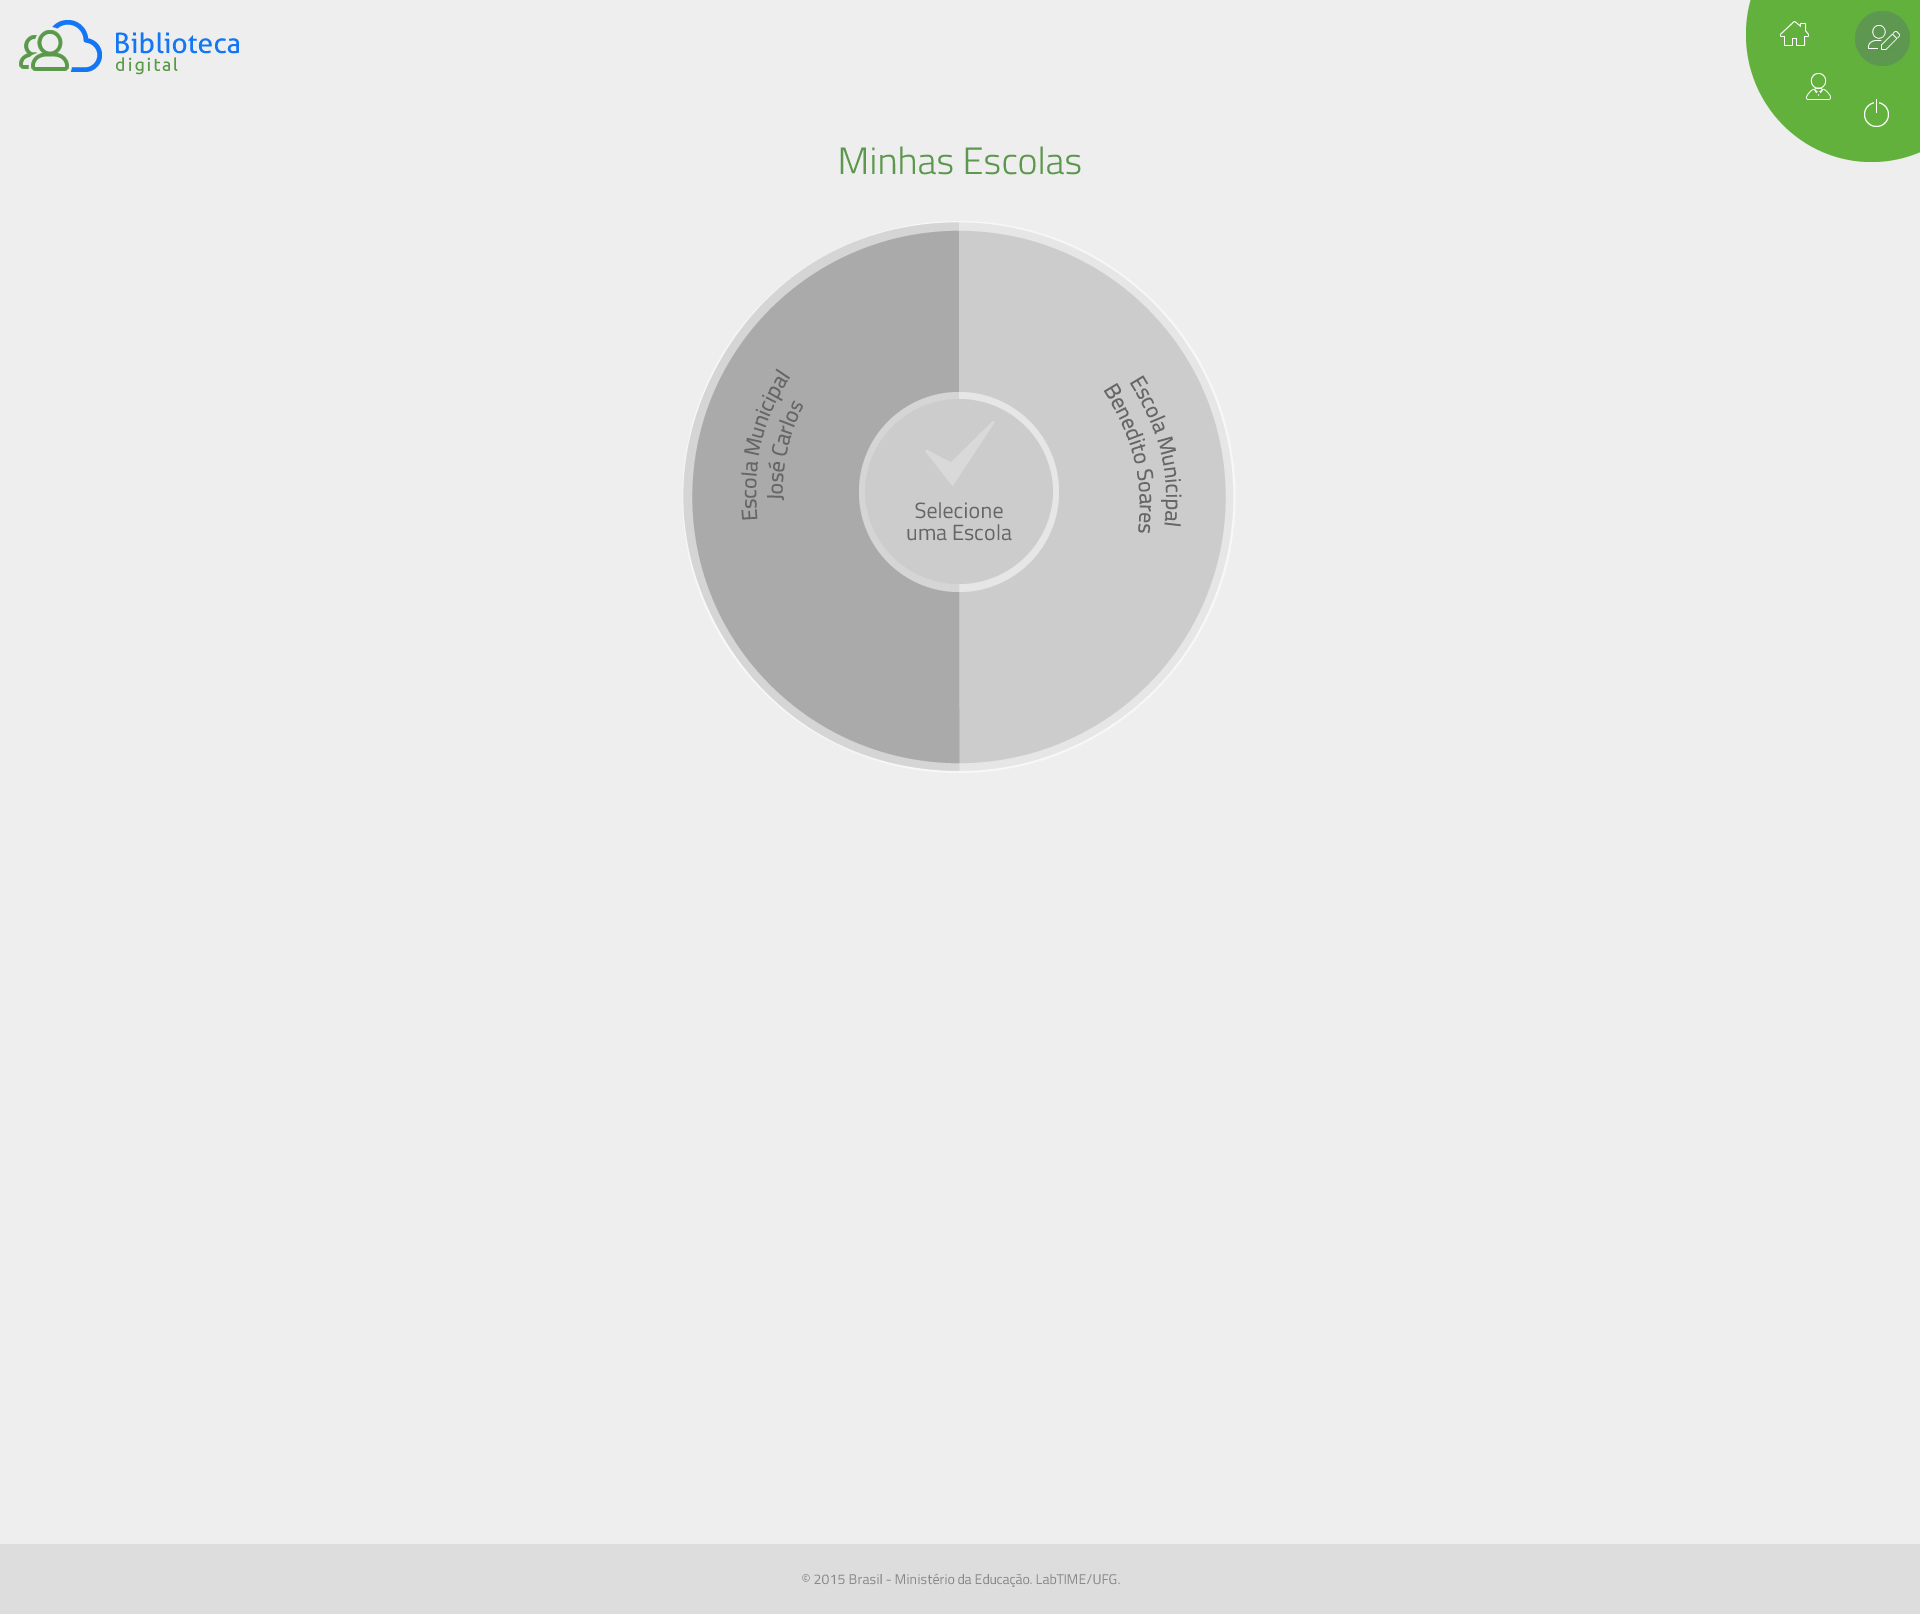 Biblioteca
digital
Minhas Escolas
Escola Municipal
José Carlos
Escola Municipal
Benedito Soares
Selecione
uma Escola
© 2015 Brasil - Ministério da Educação. LabTIME/UFG.